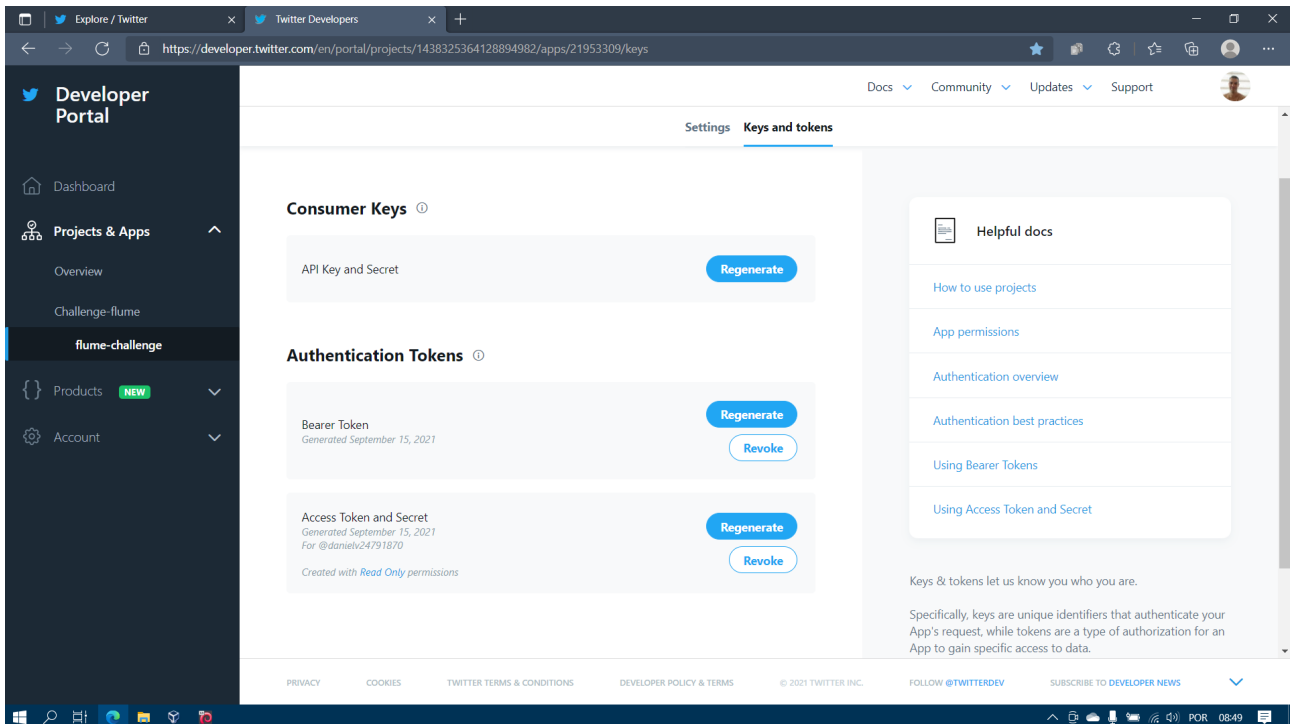 Explore / Twitter
Twitter Developers
https://developer.twitter.com/en/portal/projects/1438325364128894982/apps/21953309/keys
Developer
Portal
Docs
Community
Updates
Support
Settings
Keys and tokens
Dashboard
Projects & Apps
Overview
Challenge-flume
flume-challenge
Products
NEW
Account
Consumer Keys
API Key and Secret
Regenerate
Authentication Tokens
Bearer Token
Generated September 15, 2021
Regenerate
Revoke
Access Token and Secret
Generated September 15, 2021
For @danielv24791870
Created with Read Only permissions
Regenerate
Revoke
Helpful docs
How to use projects
App permissions
Authentication overview
Authentication best practices
Using Bearer Tokens
Using Access Token and Secret
Keys & tokens let us know you who you are.
Specifically, keys are unique identifiers that authenticate your
App's request, while tokens are a type of authorization for an
App to gain specific access to data.
PRIVACY
COOKIES
TWITTER TERMS & CONDITIONS
DEVELOPER POLICY & TERMS
© 2021 TWITTER INC.
FOLLOW @TWITTERDEV
SUBSCRIBE TO DEVELOPER NEWS
POR
08:49